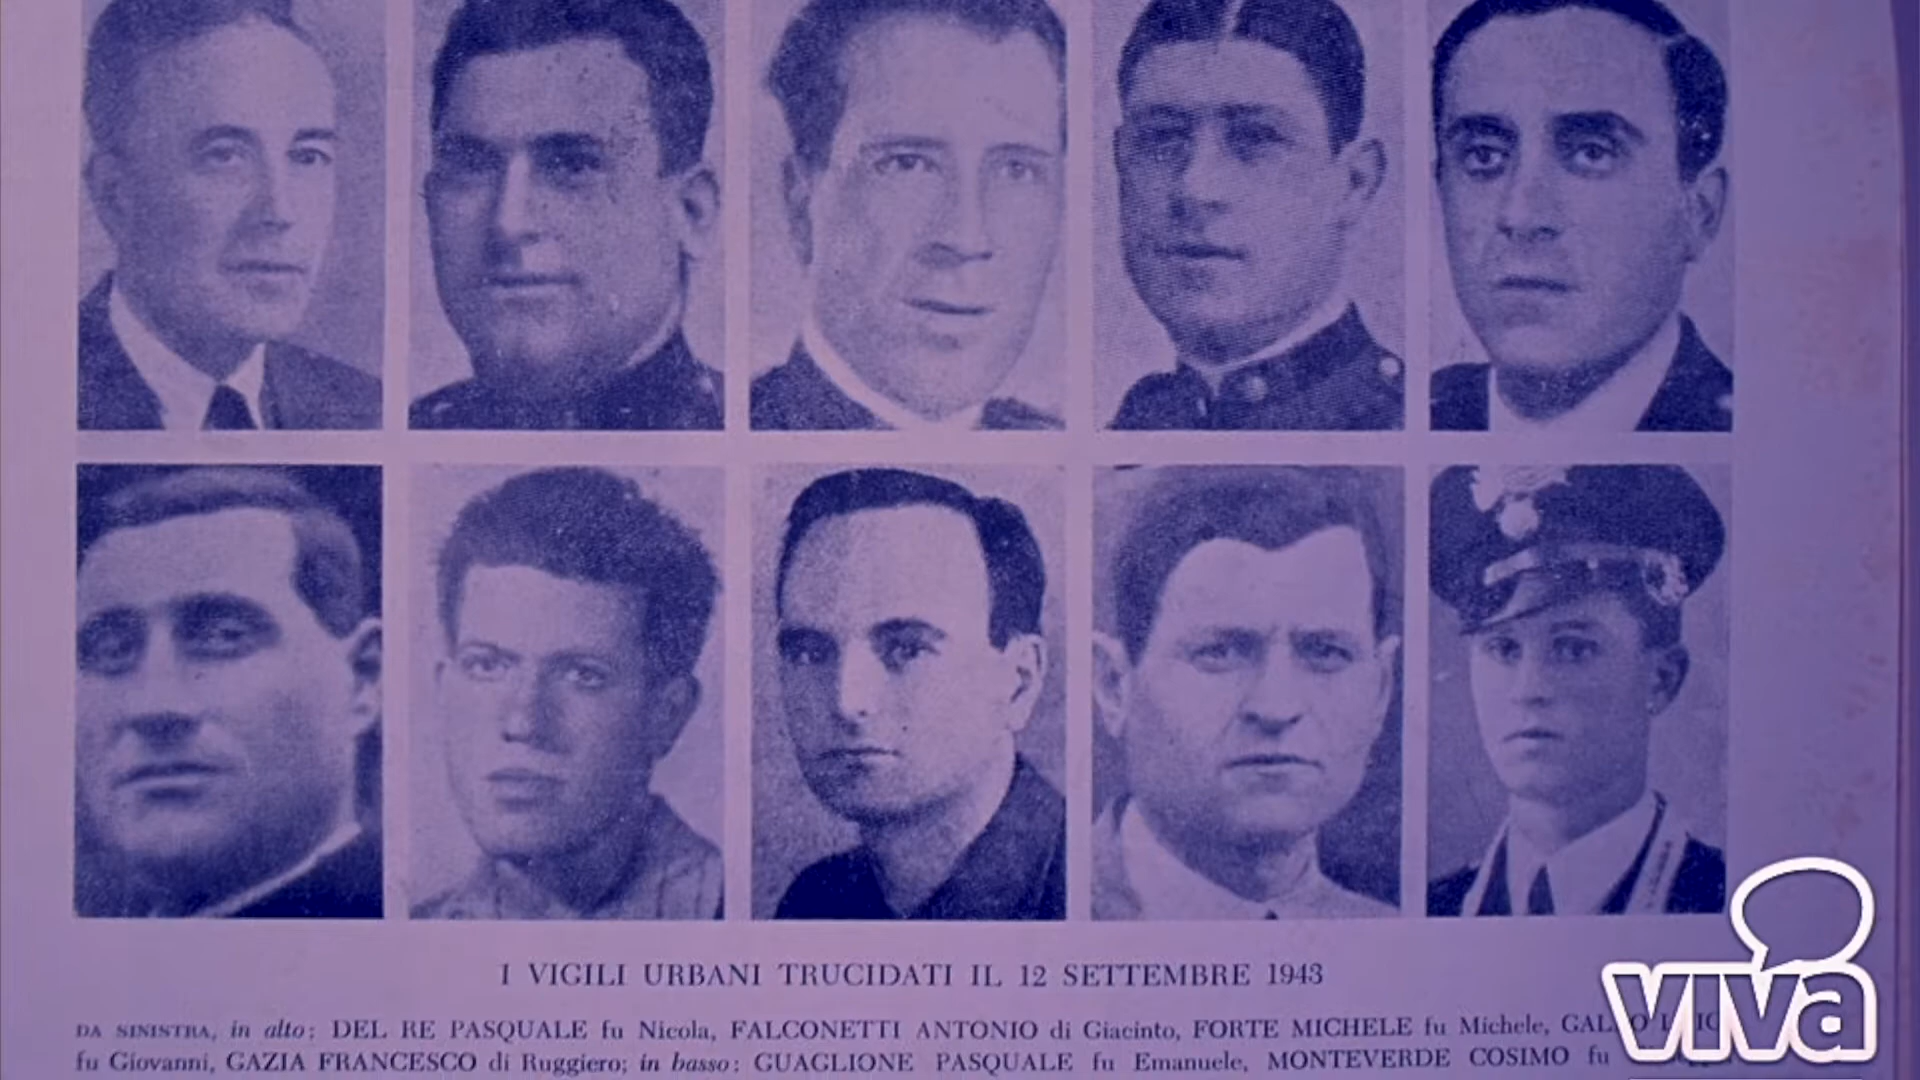 I VIGILI URBANI TRUCIDATI IL 12 SETTEMBRE 1943
DA SINISTRA, in alto: DEL RE PASQUALE fu Nicola, FALCONETTI ANTONIO di Giacinto, FORTE MICHELE fu Michele,
fu Giovanni, GAZIA FRANCESCO di Ruggiero; in basso: GUAGLIONE PASQUALE fu Emanuele, MONTEVERDE COSIMO fu
viva